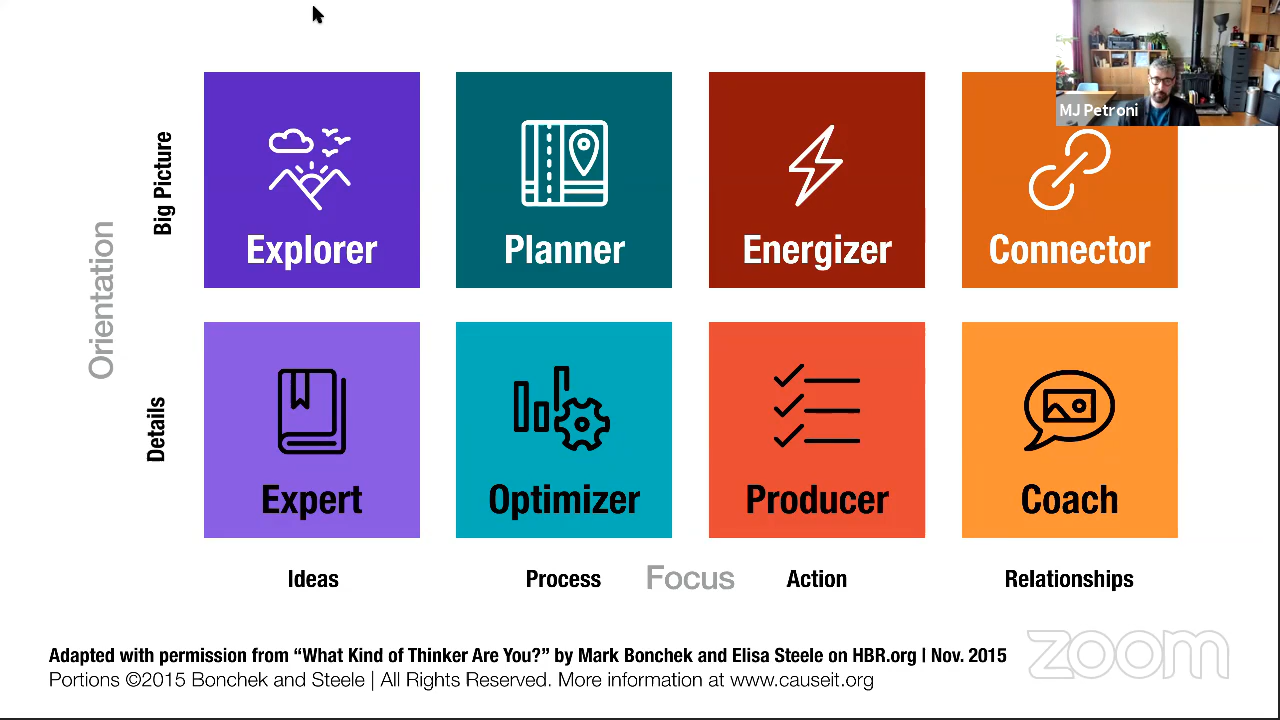 MJ Petroni
Orientation
Big Picture
Explorer
Planner
Energizer
Connector
Details
Expert
Optimizer
Producer
Coach
Ideas
Process
Focus
Action
Relationships
Adapted with permission from “What Kind of Thinker Are You?” by Mark Bonchek and Elisa Steele on HBR.org | Nov. 2015
Portions ©2015 Bonchek and Steele | All Rights Reserved. More information at www.causeit.org
zoom